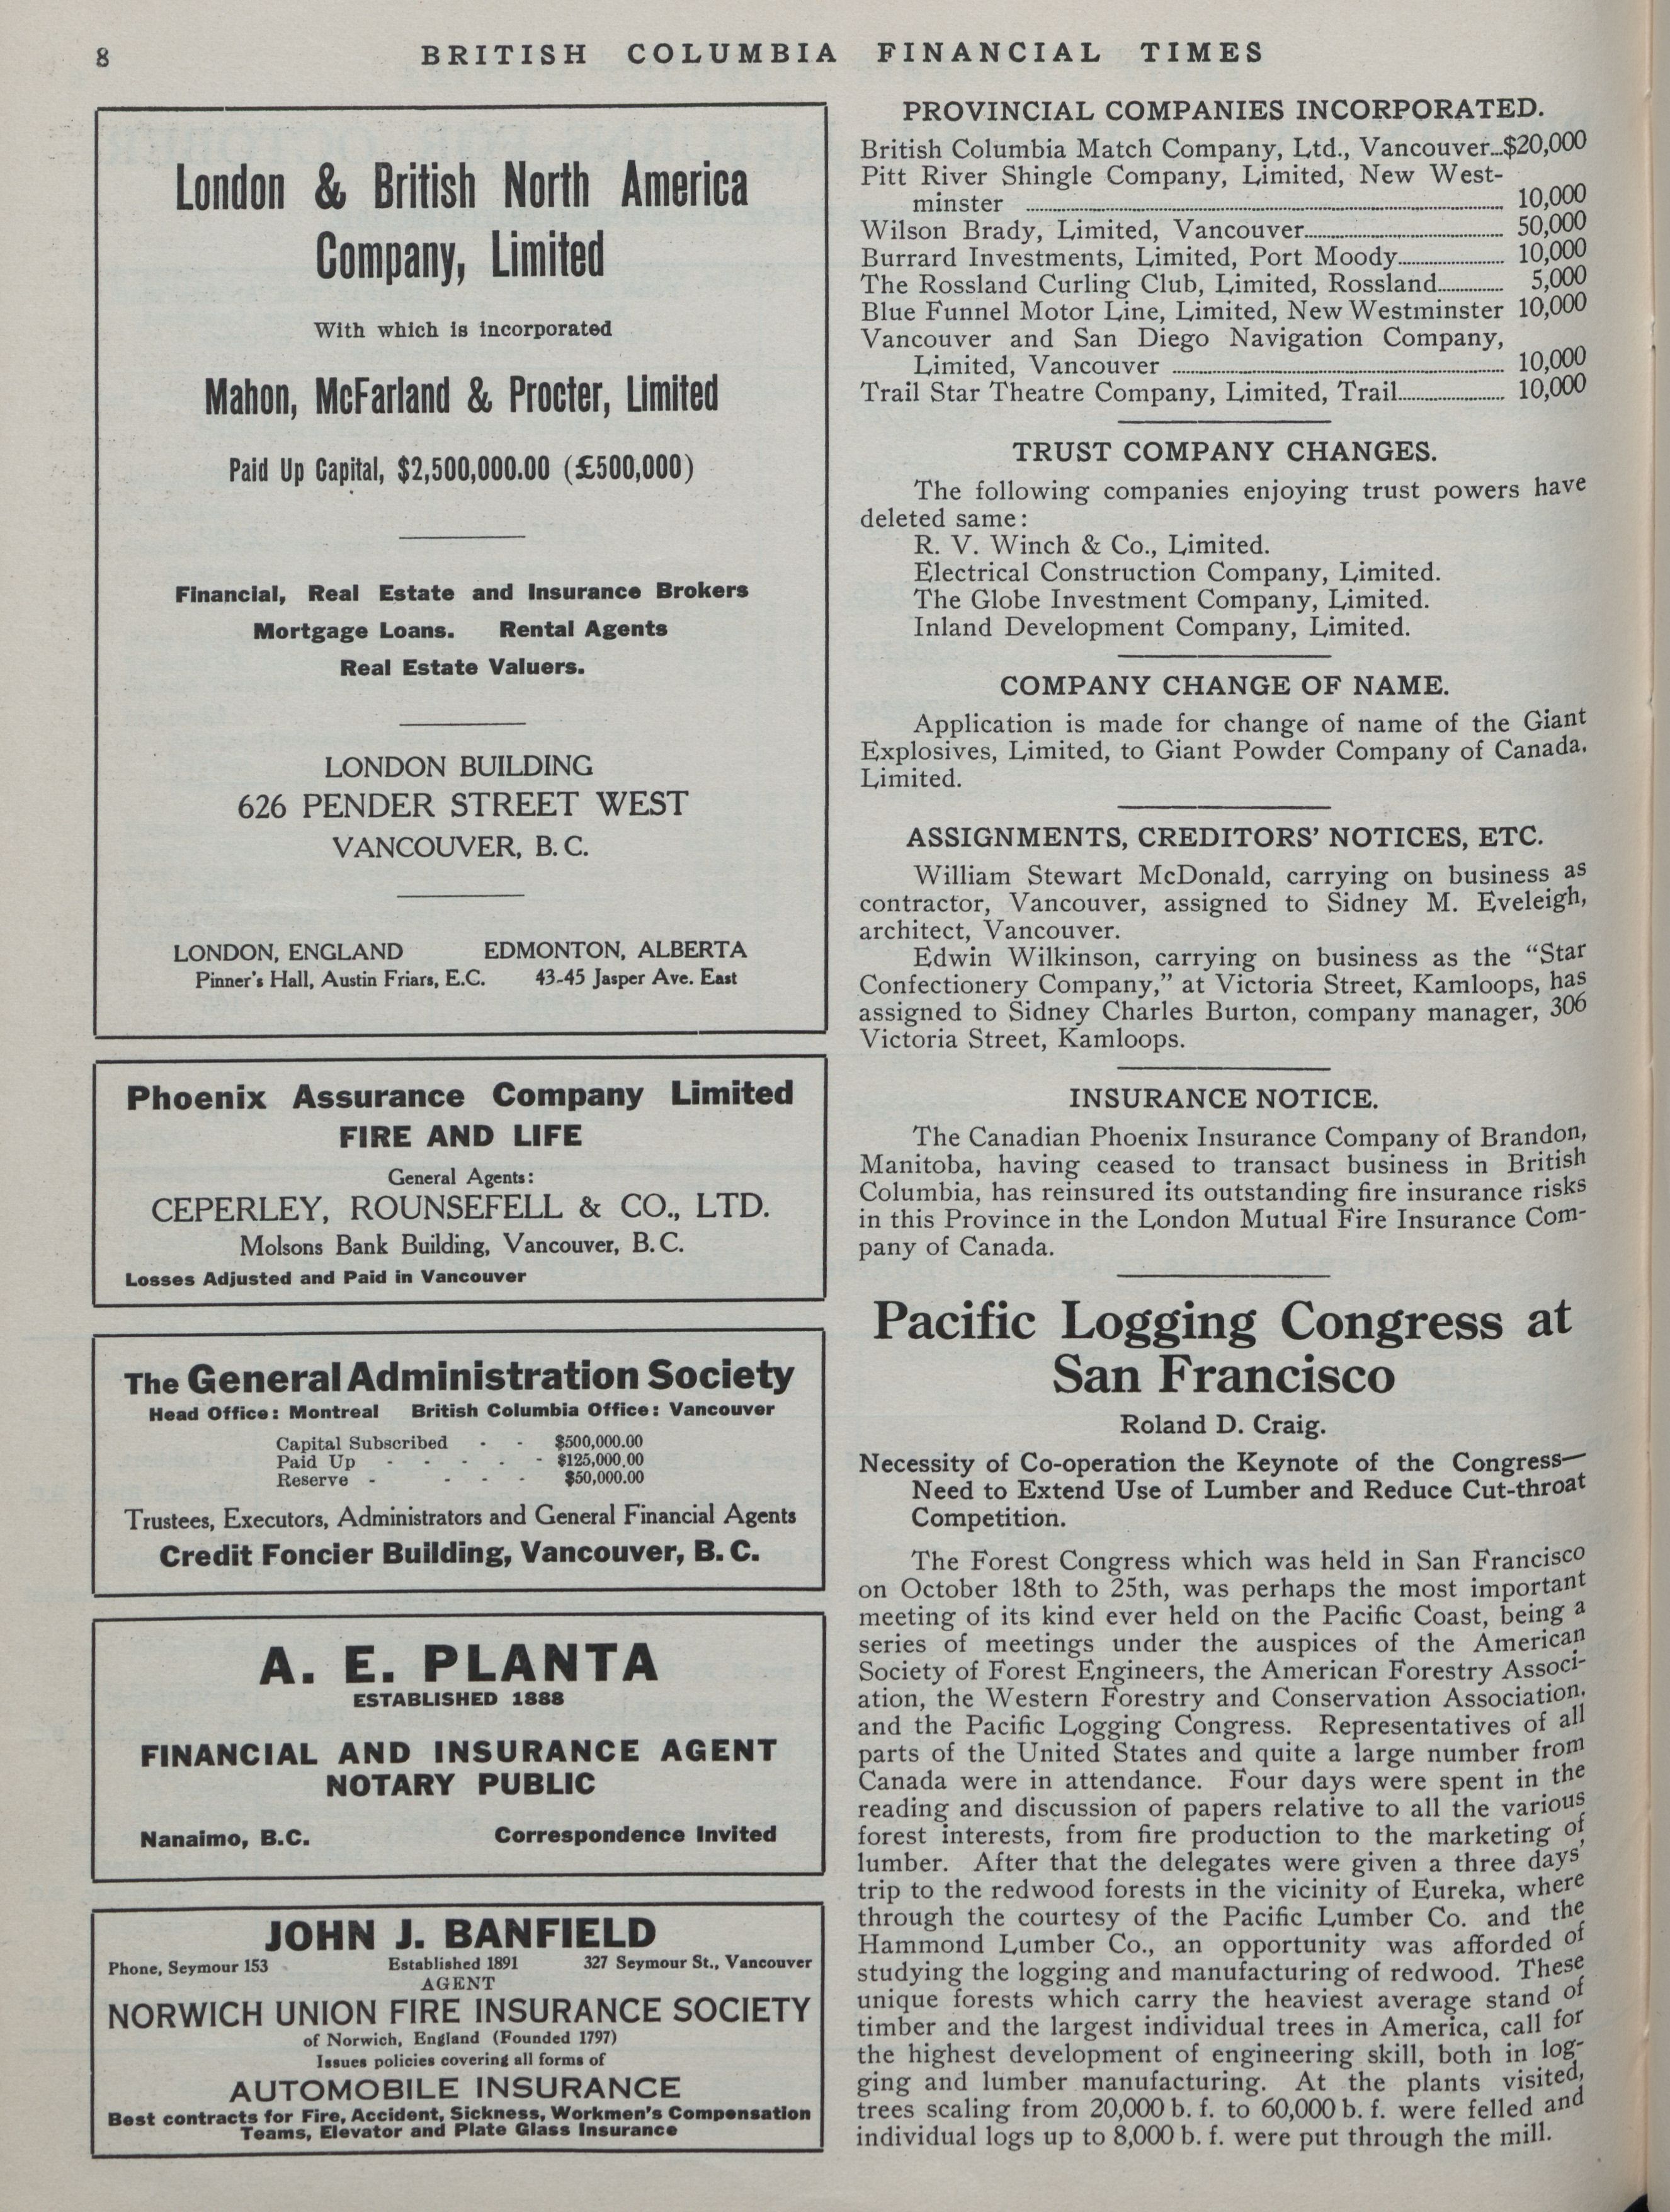 8
BRITISH COLUMBIA FINANCIAL TIMES
London & British North America
Company, Limited
With which is incorporated
Mahon, McFarland & Procter, Limited
Paid Up Capital, $2,500,000.00 (£500,000)
Financial, Real Estate and Insurance Brokers
Mortgage Loans. Rental Agents
Real Estate Valuers.
LONDON BUILDING
626 PENDER STREET WEST
VANCOUVER, B. C.
LONDON, ENGLAND EDMONTON, ALBERTA
Pinner's Hall, Austin Friars, E.C. 43-45 Jasper Ave. East
Phoenix Assurance Company Limited
FIRE AND LIFE
General Agents:
CEPERLEY, ROUNSEFELL & CO., LTD.
Molsons Bank Building, Vancouver, B. C.
Losses Adjusted and Paid in Vancouver
The General Administration Society
Head Office: Montreal British Columbia Office: Vancouver
Capital Subscribed - - $500,000.00
Paid Up - - - - - $125,000.00
Reserve - - - - $50,000.00
Trustees, Executors, Administrators and General Financial Agents
Credit Foncier Building, Vancouver, B. C.
A. E. PLANTA
ESTABLISHED 1888
FINANCIAL AND INSURANCE AGENT
NOTARY PUBLIC
Nanaimo, B.C. Correspondence Invited
JOHN J. BANFIELD
Phone, Seymour 153 Established 1891 327 Seymour St., Vancouver
AGENT
NORWICH UNION FIRE INSURANCE SOCIETY
of Norwich, England (Founded 1797)
Issues policies covering all forms of
AUTOMOBILE INSURANCE
Best contracts for Fire, Accident, Sickness, Workmen's Compensation
Teams, Elevator and Plate Glass Insurance
PROVINCIAL COMPANIES INCORPORATED.
British Columbia Match Company, Ltd., Vancouver...$20,000
Pitt River Shingle Company, Limited, New West-
minster ........ 10,000
Wilson Brady, Limited, Vancouver........ 50,000
Burrard Investments, Limited, Port Moody........ 10,000
The Rossland Curling Club, Limited, Rossland........ 5,000
Blue Funnel Motor Line, Limited, New Westminster 10,000
Vancouver and San Diego Navigation Company,
Limited, Vancouver ........ 10,000
Trail Star Theatre Company, Limited, Trail........ 10,000
TRUST COMPANY CHANGES.
The following companies enjoying trust powers have
deleted same:
R. V. Winch & Co., Limited.
Electrical Construction Company, Limited.
The Globe Investment Company, Limited.
Inland Development Company, Limited.
COMPANY CHANGE OF NAME.
Application is made for change of name of the Giant
Explosives, Limited, to Giant Powder Company of Canada,
Limited.
ASSIGNMENTS, CREDITORS' NOTICES, ETC.
William Stewart McDonald, carrying on business as
contractor, Vancouver, assigned to Sidney M. Eveleigh,
architect, Vancouver.
Edwin Wilkinson, carrying on business as the "Star
Confectionery Company," at Victoria Street, Kamloops, has
assigned to Sidney Charles Burton, company manager, 306
Victoria Street, Kamloops.
INSURANCE NOTICE.
The Canadian Phoenix Insurance Company of Brandon,
Manitoba, having ceased to transact business in British
Columbia, has reinsured its outstanding fire insurance risks
in this Province in the London Mutual Fire Insurance Com-
pany of Canada.
Pacific Logging Congress at
San Francisco
Roland D. Craig.
Necessity of Co-operation the Keynote of the Congress—
Need to Extend Use of Lumber and Reduce Cut-throat
Competition.
The Forest Congress which was held in San Francisco
on October 18th to 25th, was perhaps the most important
meeting of its kind ever held on the Pacific Coast, being a
series of meetings under the auspices of the American
Society of Forest Engineers, the American Forestry Associ-
ation, the Western Forestry and Conservation Association,
and the Pacific Logging Congress. Representatives of all
parts of the United States and quite a large number from
Canada were in attendance. Four days were spent in the
reading and discussion of papers relative to all the various
forest interests, from fire production to the marketing of
lumber. After that the delegates were given a three days'
trip to the redwood forests in the vicinity of Eureka, where
through the courtesy of the Pacific Lumber Co. and the
Hammond Lumber Co., an opportunity was afforded of
studying the logging and manufacturing of redwood. These
unique forests which carry the heaviest average stand of
timber and the largest individual trees in America, call for
the highest development of engineering skill, both in log-
ging and lumber manufacturing. At the plants visited,
trees scaling from 20,000 b. f. to 60,000 b. f. were felled and
individual logs up to 8,000 b. f. were put through the mill.